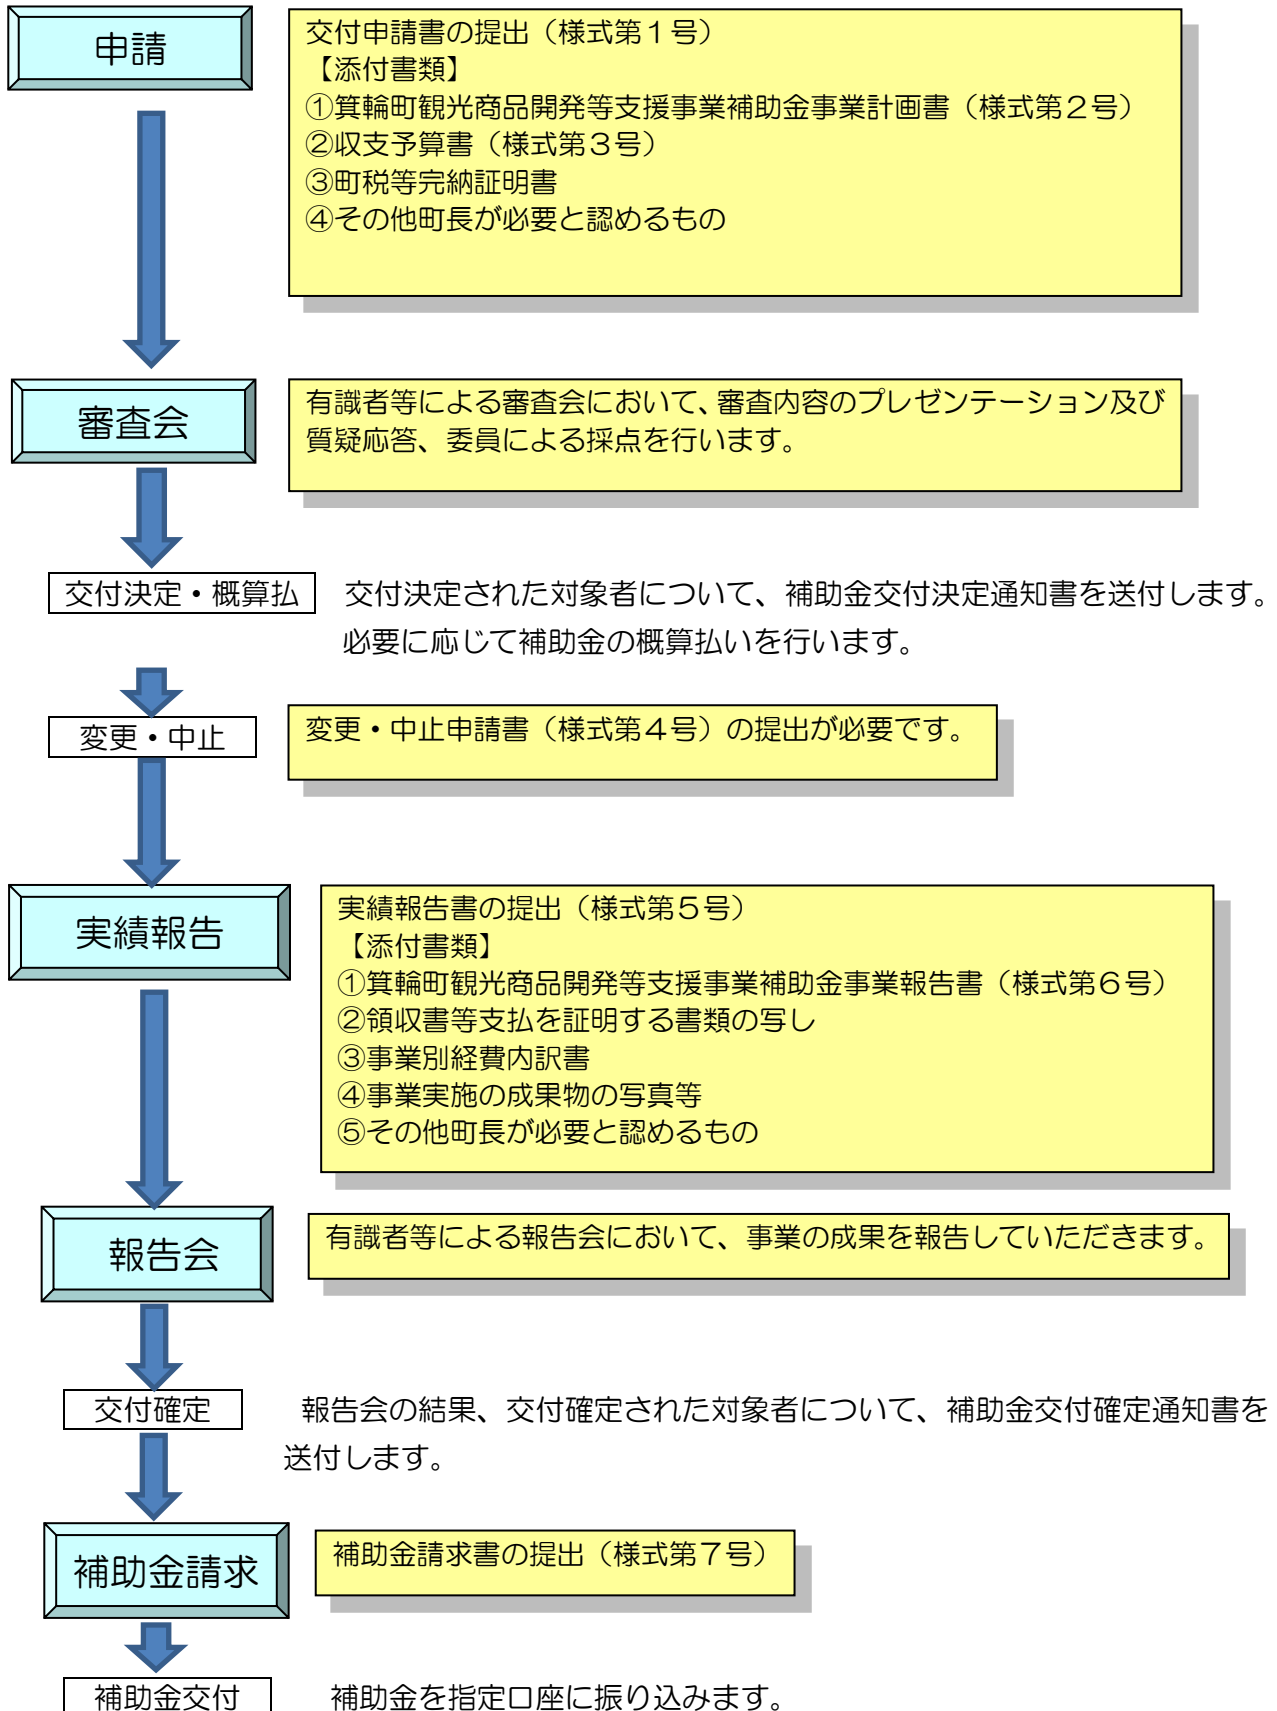 申請
交付申請書の提出（様式第１号）
【添付書類】
①箕輪町観光商品開発等支援事業補助金事業計画書（様式第２号）
②収支予算書（様式第３号）
③町税等完納証明書
④その他町長が必要と認めるもの
審査会
有識者等による審査会において、審査内容のプレゼンテーション及び
質疑応答、委員による採点を行います。
交付決定・概算払
交付決定された対象者について、補助金交付決定通知書を送付します。
必要に応じて補助金の概算払いを行います。
変更・中止
変更・中止申請書（様式第４号）の提出が必要です。
実績報告
実績報告書の提出（様式第５号）
【添付書類】
①箕輪町観光商品開発等支援事業補助金事業報告書（様式第６号）
②領収書等支払を証明する書類の写し
③事業別経費内訳書
④事業実施の成果物の写真等
⑤その他町長が必要と認めるもの
報告会
有識者等による報告会において、事業の成果を報告していただきます。
交付確定
報告会の結果、交付確定された対象者について、補助金交付確定通知書を
送付します。
補助金請求
補助金請求書の提出（様式第７号）
補助金交付
補助金を指定口座に振り込みます。